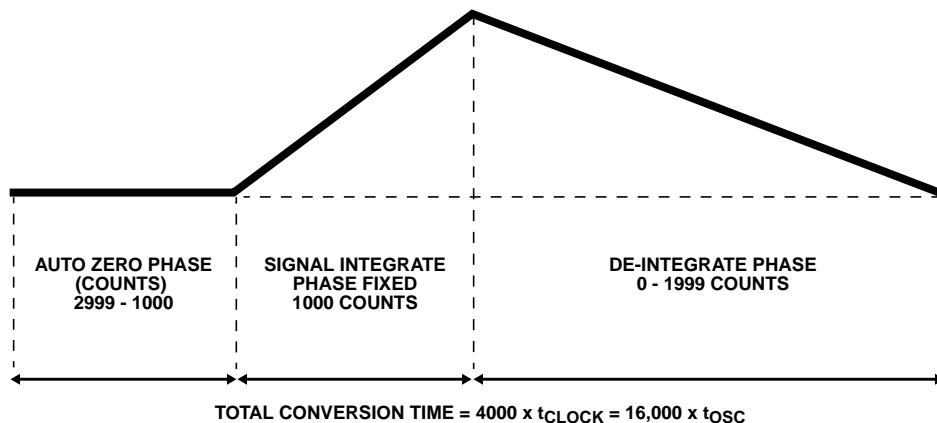 AUTO ZERO PHASE
(COUNTS)
2999 - 1000
SIGNAL INTEGRATE
PHASE FIXED
1000 COUNTS
DE-INTEGRATE PHASE
0 - 1999 COUNTS
TOTAL CONVERSION TIME = 4000 x tCLOCK = 16,000 x tOSC